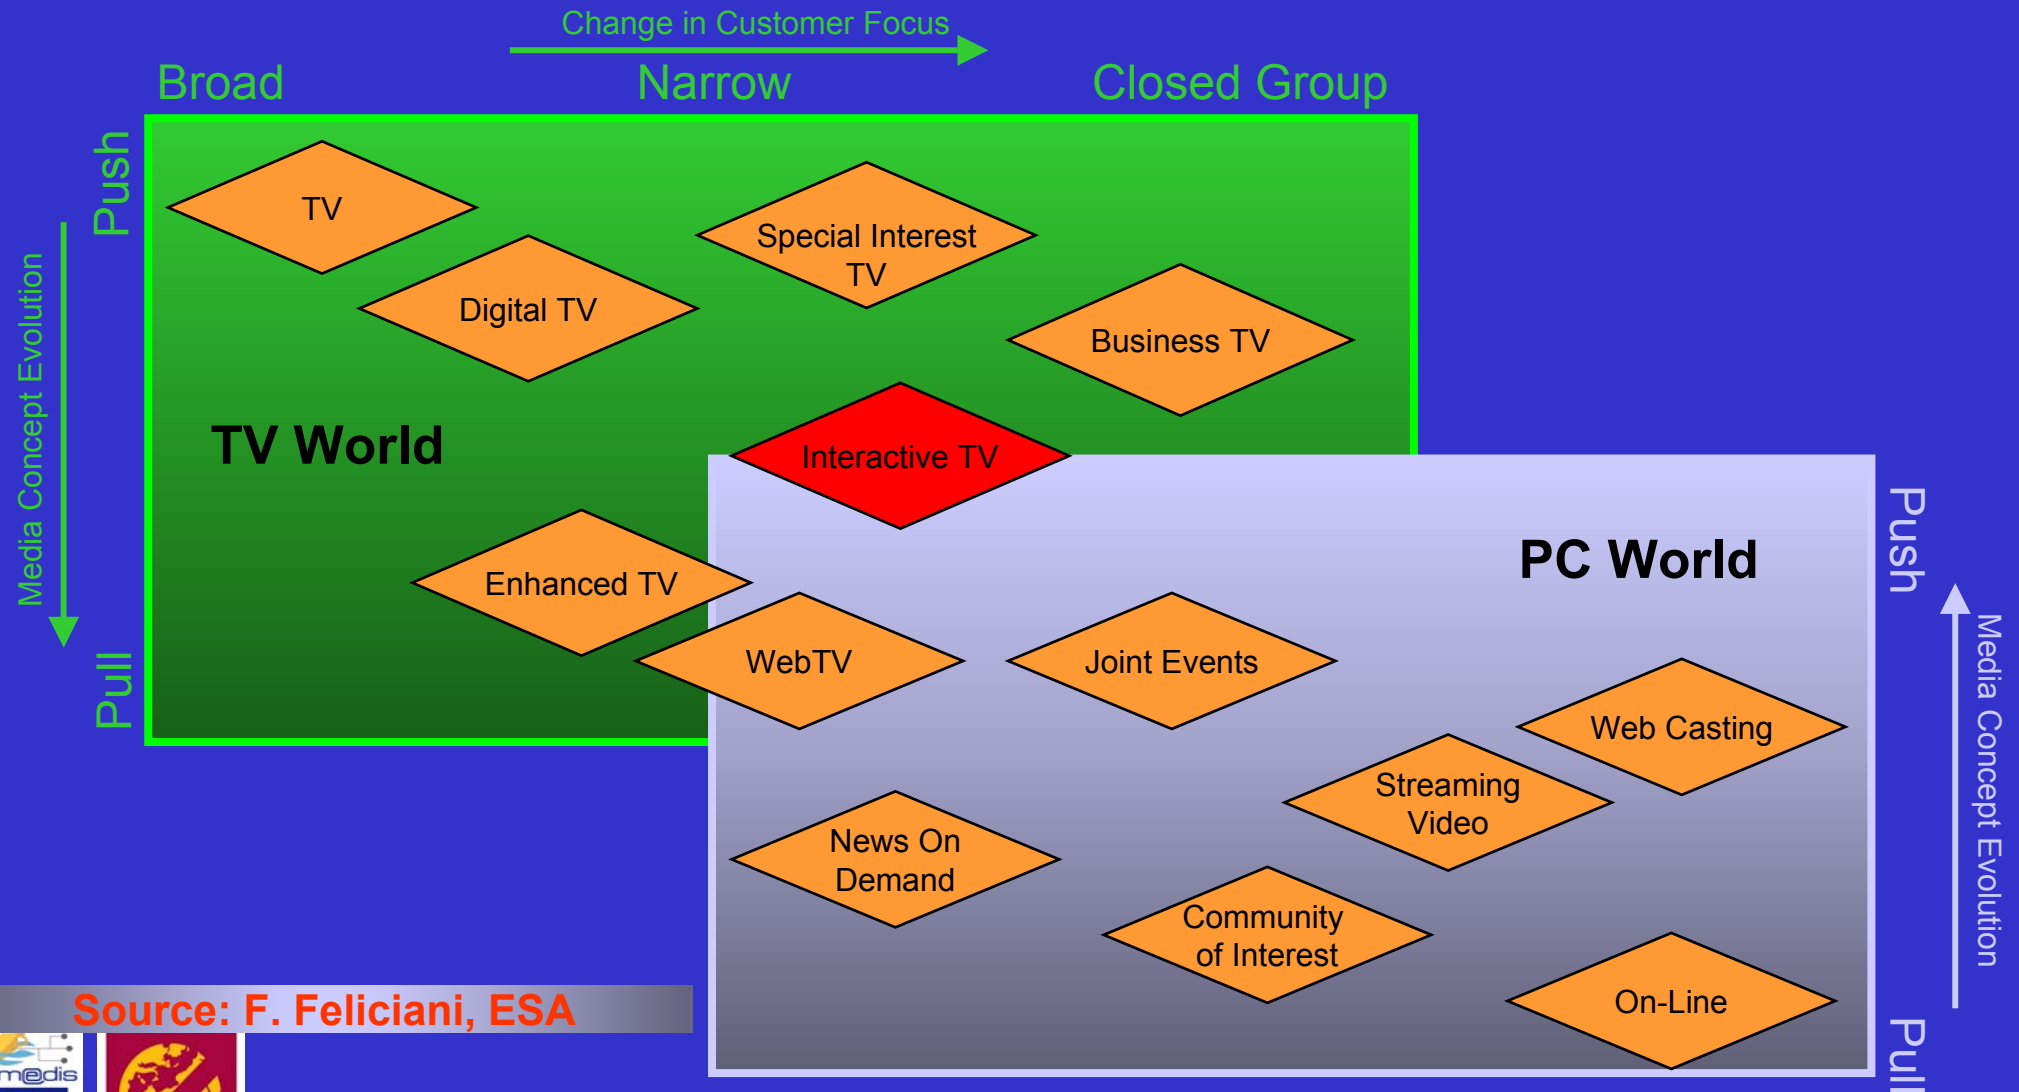 Change in Customer Focus
Broad
Narrow
Closed Group
Push
Media Concept Evolution
Pull
TV
Special Interest
TV
Digital TV
Business TV
TV World
Interactive TV
Push
PC World
Enhanced TV
WebTV
Joint Events
Media Concept Evolution
Web Casting
Streaming
Video
News On
Demand
Community
of Interest
On-Line
Source: F. Feliciani, ESA
Pull
m@dis